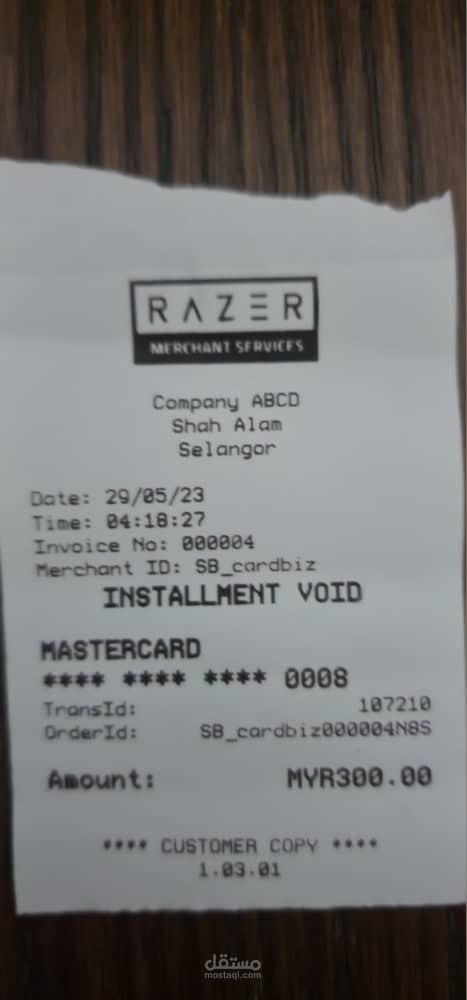 RAZER
MERCHANT SERVICES
Company ABCD
Shah Alam
Selangor
Date: 29/05/23
Time: 04:18:27
Invoice No: 000004
Merchant ID: SB_cardbiz
INSTALLMENT VOID
MASTERCARD
**** **** **** 0008
TransId: 107210
OrderId: SB_cardbiz000004N8S
Amount: MYR300.00
**** CUSTOMER COPY ****
1.03.01
مستقل
mostaql.com